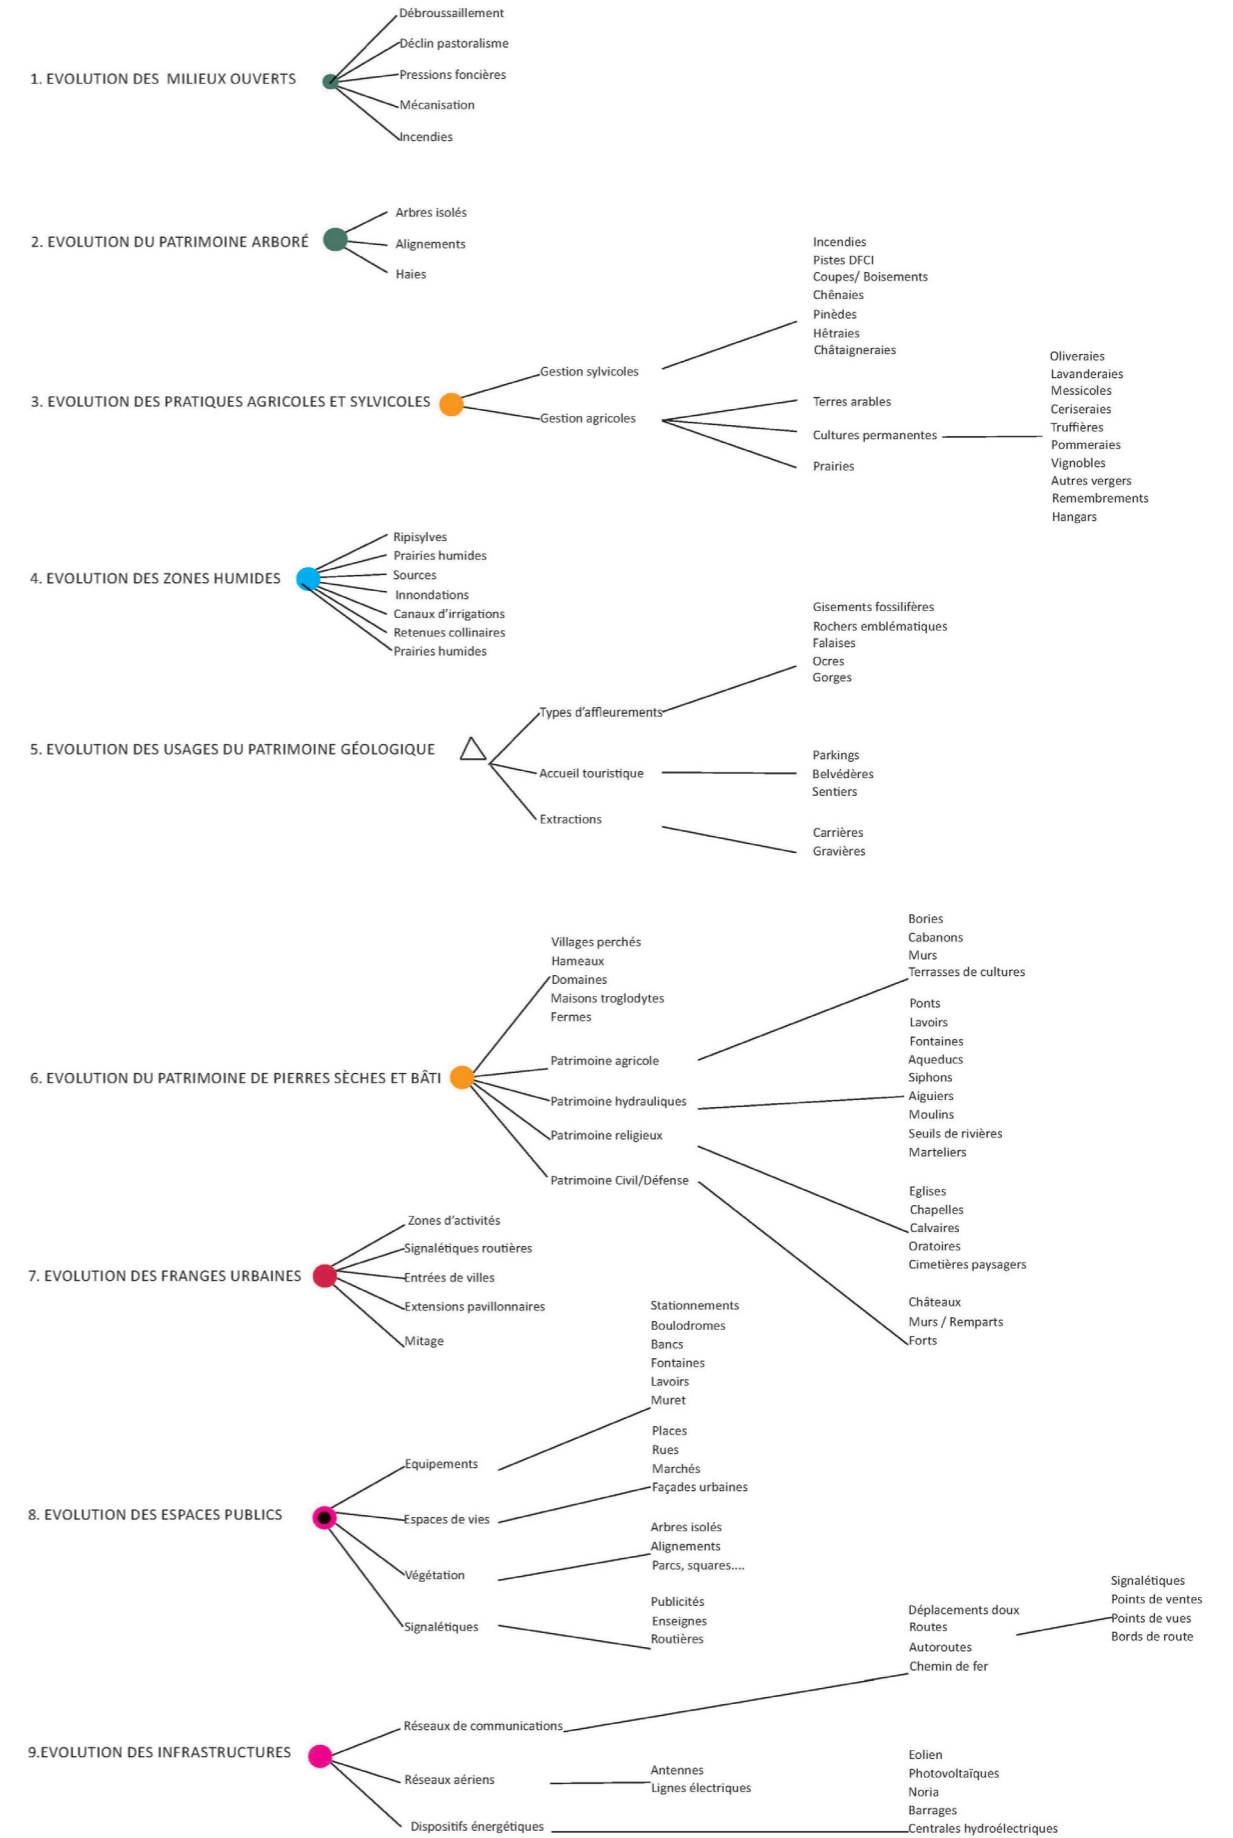 1. EVOLUTION DES  MILIEUX OUVERTS
Débroussaillement
Déclin pastoralisme
Pressions foncières
Mécanisation
Incendies
2. EVOLUTION DU PATRIMOINE ARBORÉ
Arbres isolés
Alignements
Haies
3. EVOLUTION DES PRATIQUES AGRICOLES ET SYLVICOLES
Gestion sylvicoles
Incendies
Pistes DFCI
Coupes/ Boisements
Chênaies
Pinèdes
Hêtraies
Châtaigneraies
Gestion agricoles
Terres arables
Cultures permanentes
Prairies
Oliveraies
Lavanderaies
Messicoles
Ceriseraies
Truffières
Pommeraies
Vignobles
Autres vergers
Remembrements
Hangars
4. EVOLUTION DES ZONES HUMIDES
Ripisylves
Prairies humides
Sources
Innondations
Canaux d'irrigations
Retenues collinaires
Prairies humides
5. EVOLUTION DES USAGES DU PATRIMOINE GÉOLOGIQUE
Types d'affleurements
Gisements fossilifères
Rochers emblématiques
Falaises
Ocres
Gorges
Accueil touristique
Parkings
Belvédères
Sentiers
Extractions
Carrières
Gravières
6. EVOLUTION DU PATRIMOINE DE PIERRES SÈCHES ET BÂTI
Villages perchés
Hameaux
Domaines
Maisons troglodytes
Fermes
Patrimoine agricole
Bories
Cabanons
Murs
Terrasses de cultures
Patrimoine hydrauliques
Ponts
Lavoirs
Fontaines
Aqueducs
Siphons
Aiguiers
Moulins
Seuils de rivières
Marteliers
Patrimoine religieux
Eglises
Chapelles
Calvaires
Oratoires
Cimetières paysagers
Patrimoine Civil/Défense
Châteaux
Murs / Remparts
Forts
7. EVOLUTION DES FRANGES URBAINES
Zones d'activités
Signalétiques routières
Entrées de villes
Extensions pavillonnaires
Mitage
8. EVOLUTION DES ESPACES PUBLICS
Equipements
Stationnements
Boulodromes
Bancs
Fontaines
Lavoirs
Muret
Espaces de vies
Places
Rues
Marchés
Façades urbaines
Végétation
Arbres isolés
Alignements
Parcs, squares....
Signalétiques
Publicités
Enseignes
Routières
9.EVOLUTION DES INFRASTRUCTURES
Réseaux de communications
Déplacements doux
Routes
Autoroutes
Chemin de fer
Signalétiques
Points de ventes
Points de vues
Bords de route
Réseaux aériens
Antennes
Lignes électriques
Dispositifs énergétiques
Eolien
Photovoltaïques
Noria
Barrages
Centrales hydroélectriques